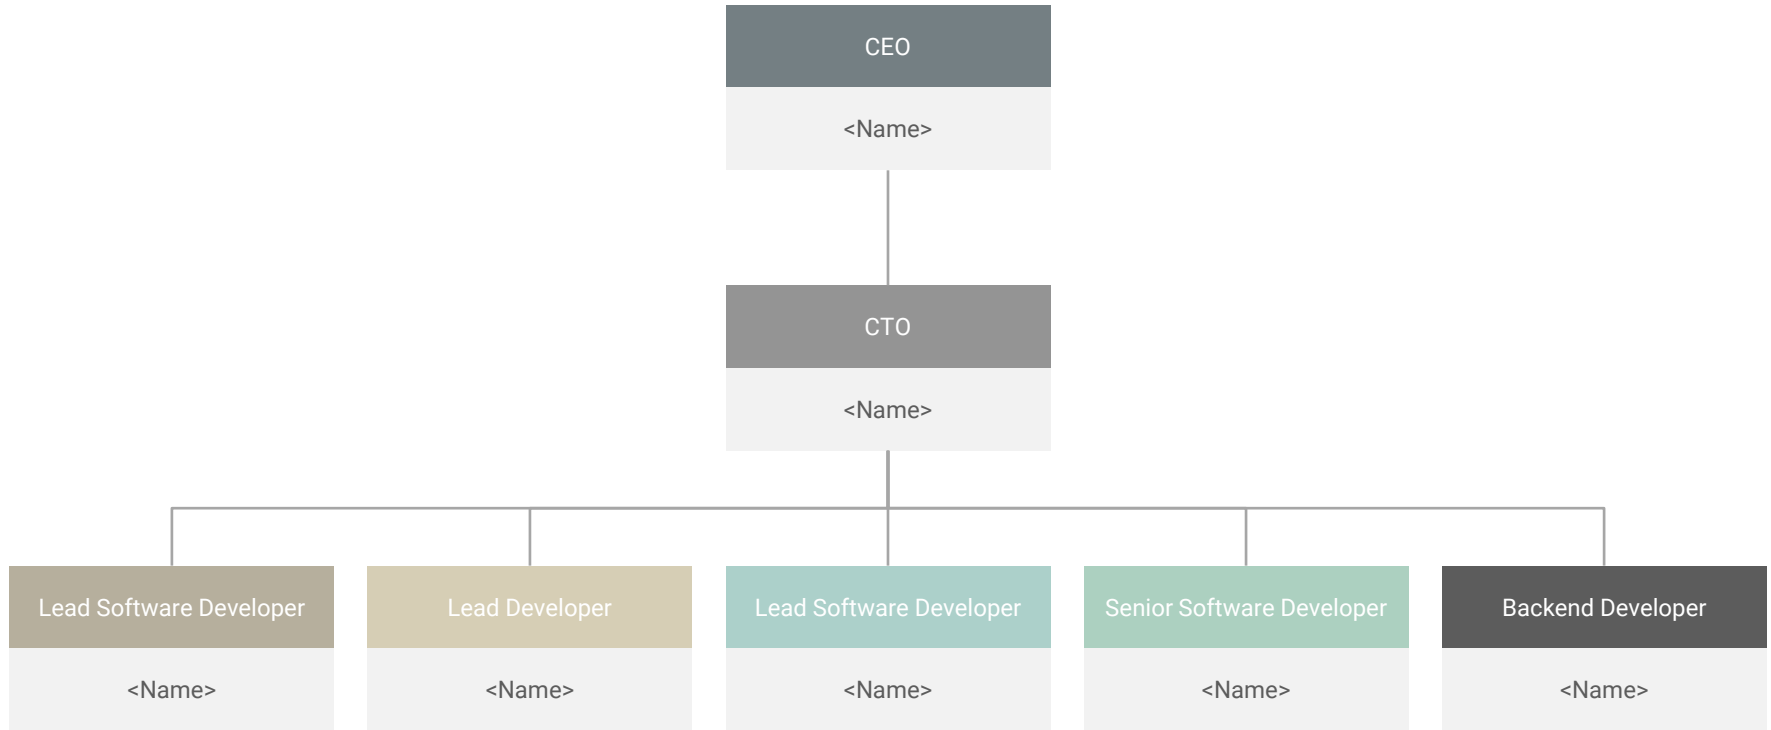 CEO
<Name>
CTO
<Name>
Lead Software Developer
<Name>
Lead Developer
<Name>
Lead Software Developer
<Name>
Senior Software Developer
<Name>
Backend Developer
<Name>